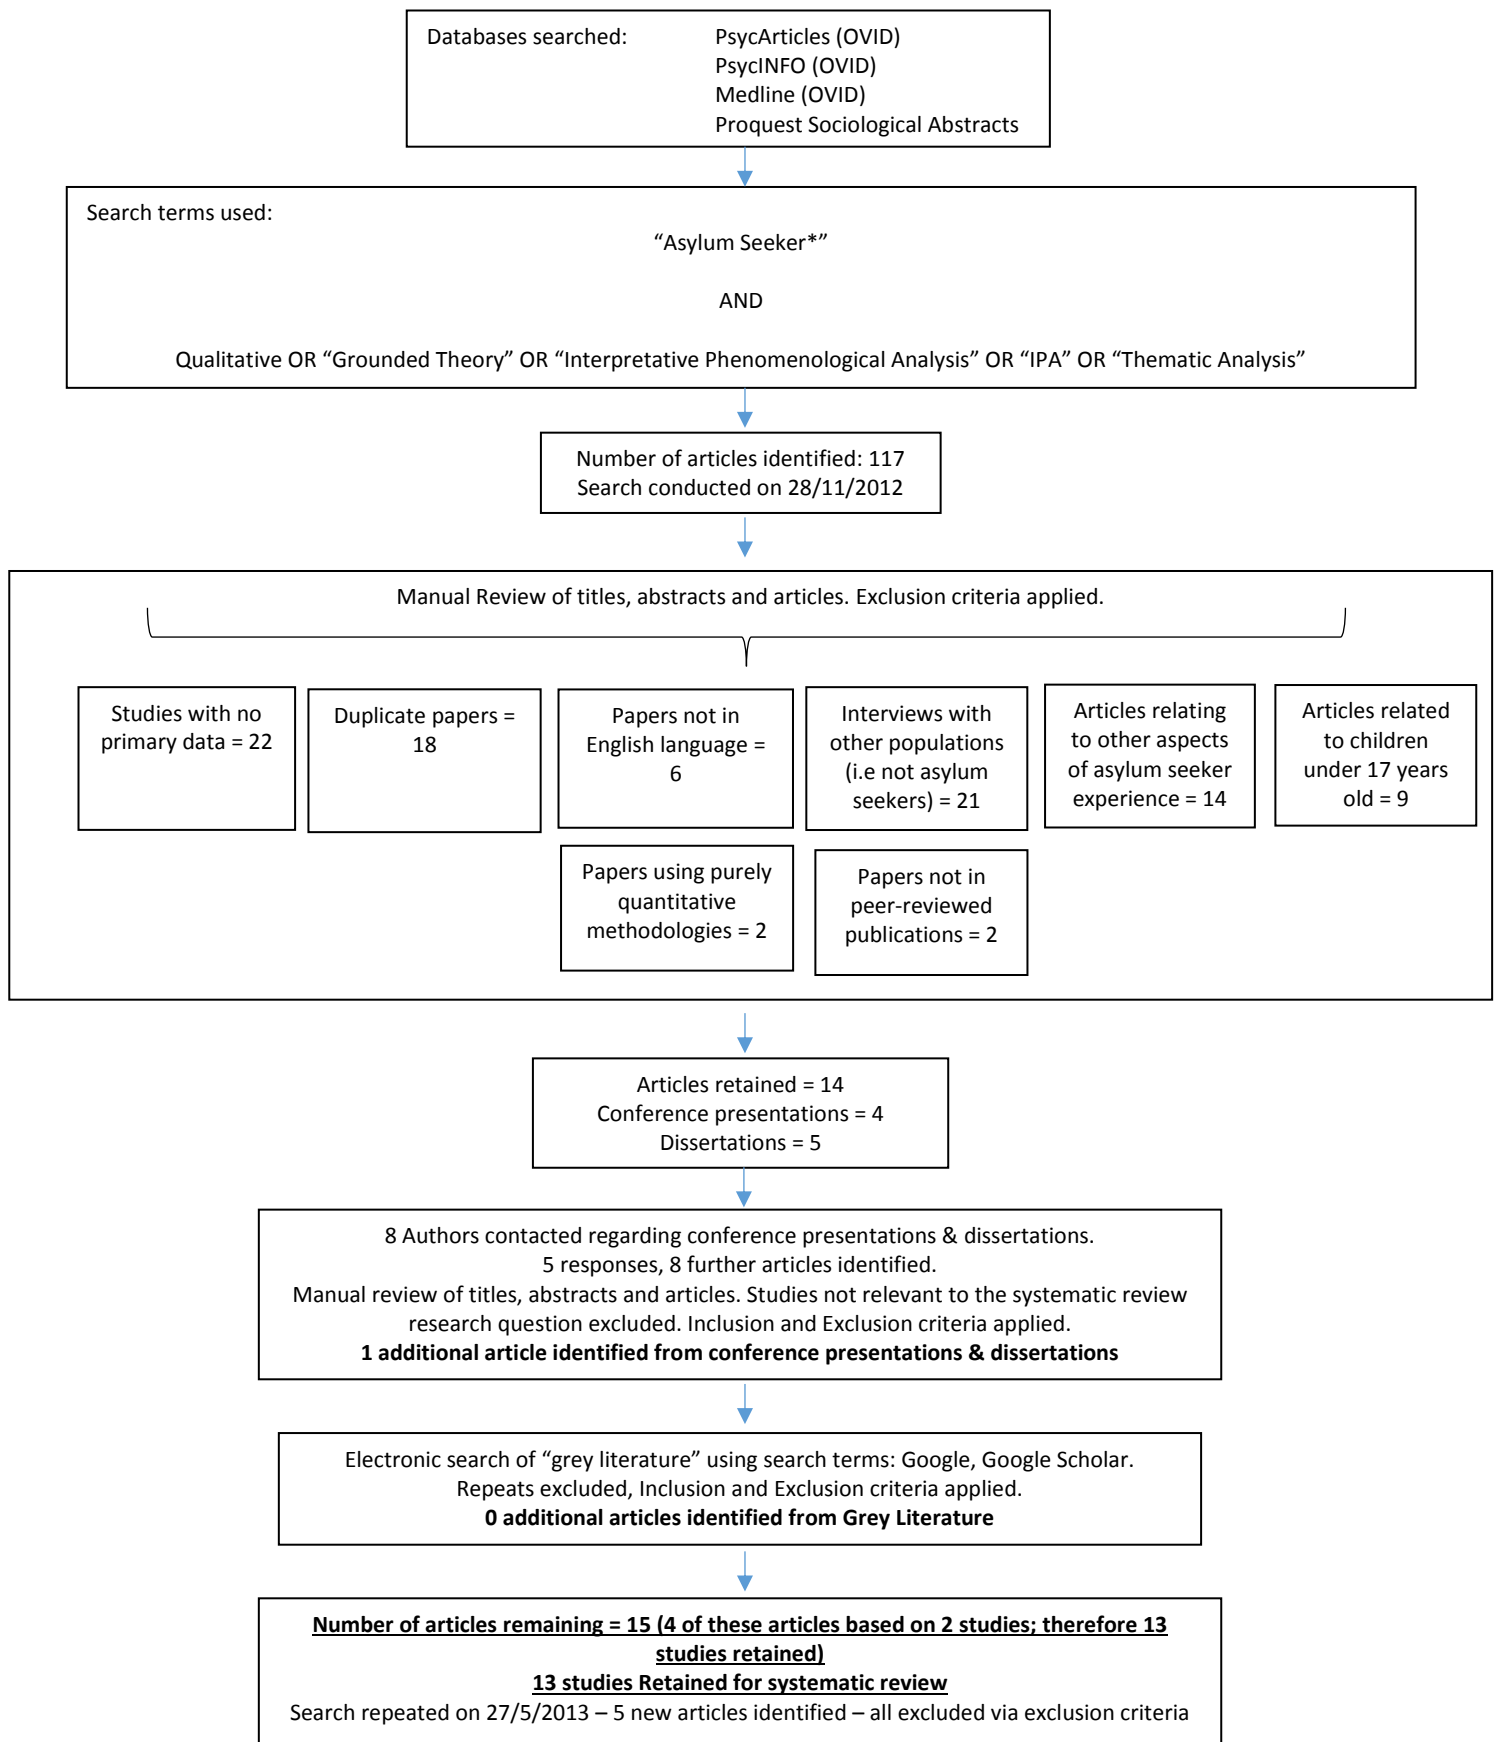 Databases searched: PsycArticles (OVID)
PsycINFO (OVID)
Medline (OVID)
Proquest Sociological Abstracts
Search terms used:
“Asylum Seeker*”
AND
Qualitative OR “Grounded Theory” OR “Interpretative Phenomenological Analysis” OR “IPA” OR “Thematic Analysis”
Number of articles identified: 117
Search conducted on 28/11/2012
Manual Review of titles, abstracts and articles. Exclusion criteria applied.
Studies with no
primary data = 22
Duplicate papers =
18
Papers not in
English language =
6
Interviews with
other populations
(i.e not asylum
seekers) = 21
Articles relating
to other aspects
of asylum seeker
experience = 14
Articles related
to children
under 17 years
old = 9
Papers using purely
quantitative
methodologies = 2
Papers not in
peer-reviewed
publications = 2
Articles retained = 14
Conference presentations = 4
Dissertations = 5
8 Authors contacted regarding conference presentations & dissertations.
5 responses, 8 further articles identified.
Manual review of titles, abstracts and articles. Studies not relevant to the systematic review
research question excluded. Inclusion and Exclusion criteria applied.
1 additional article identified from conference presentations & dissertations
Electronic search of “grey literature” using search terms: Google, Google Scholar.
Repeats excluded, Inclusion and Exclusion criteria applied.
0 additional articles identified from Grey Literature
Number of articles remaining = 15 (4 of these articles based on 2 studies; therefore 13
studies retained)
13 studies Retained for systematic review
Search repeated on 27/5/2013 – 5 new articles identified – all excluded via exclusion criteria